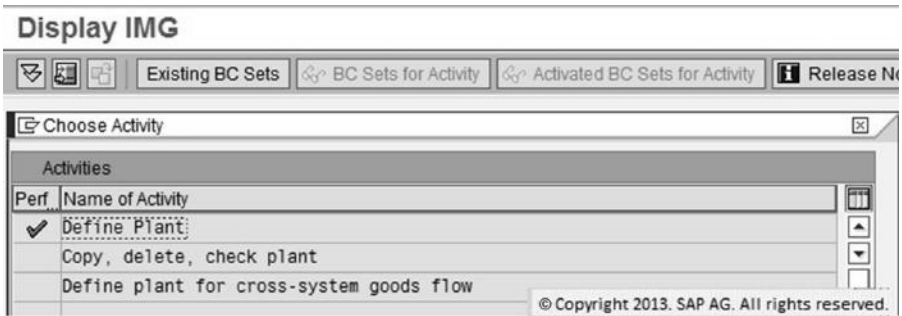 Display IMG
Existing BC Sets BC Sets for Activity Activated BC Sets for Activity Release No
Choose Activity
Activities
Perf... Name of Activity
Define Plant
Copy, delete, check plant
Define plant for cross-system goods flow
© Copyright 2013. SAP AG. All rights reserved.